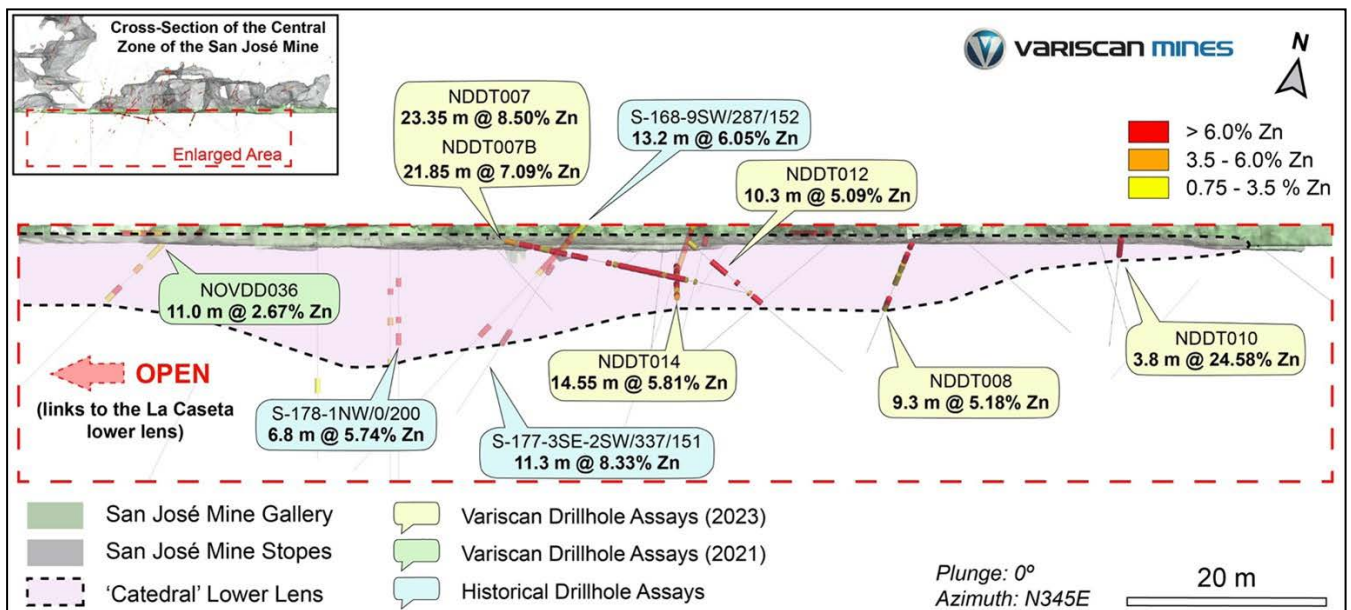 Cross-Section of the Central
Zone of the San José Mine
Enlarged Area
VARISCAN MINES
N
> 6.0% Zn
3.5 - 6.0% Zn
0.75 - 3.5 % Zn
NDDT007
23.35 m @ 8.50% Zn
NDDT007B
21.85 m @ 7.09% Zn
S-168-9SW/287/152
13.2 m @ 6.05% Zn
NDDT012
10.3 m @ 5.09% Zn
NOVDD036
11.0 m @ 2.67% Zn
OPEN
(links to the La Caseta
lower lens)
S-178-1NW/0/200
6.8 m @ 5.74% Zn
S-177-3SE-2SW/337/151
11.3 m @ 8.33% Zn
NDDT014
14.55 m @ 5.81% Zn
NDDT008
9.3 m @ 5.18% Zn
NDDT010
3.8 m @ 24.58% Zn
San José Mine Gallery
San José Mine Stopes
‘Catedral’ Lower Lens
Variscan Drillhole Assays (2023)
Variscan Drillhole Assays (2021)
Historical Drillhole Assays
Plunge: 0º
Azimuth: N345E
20 m